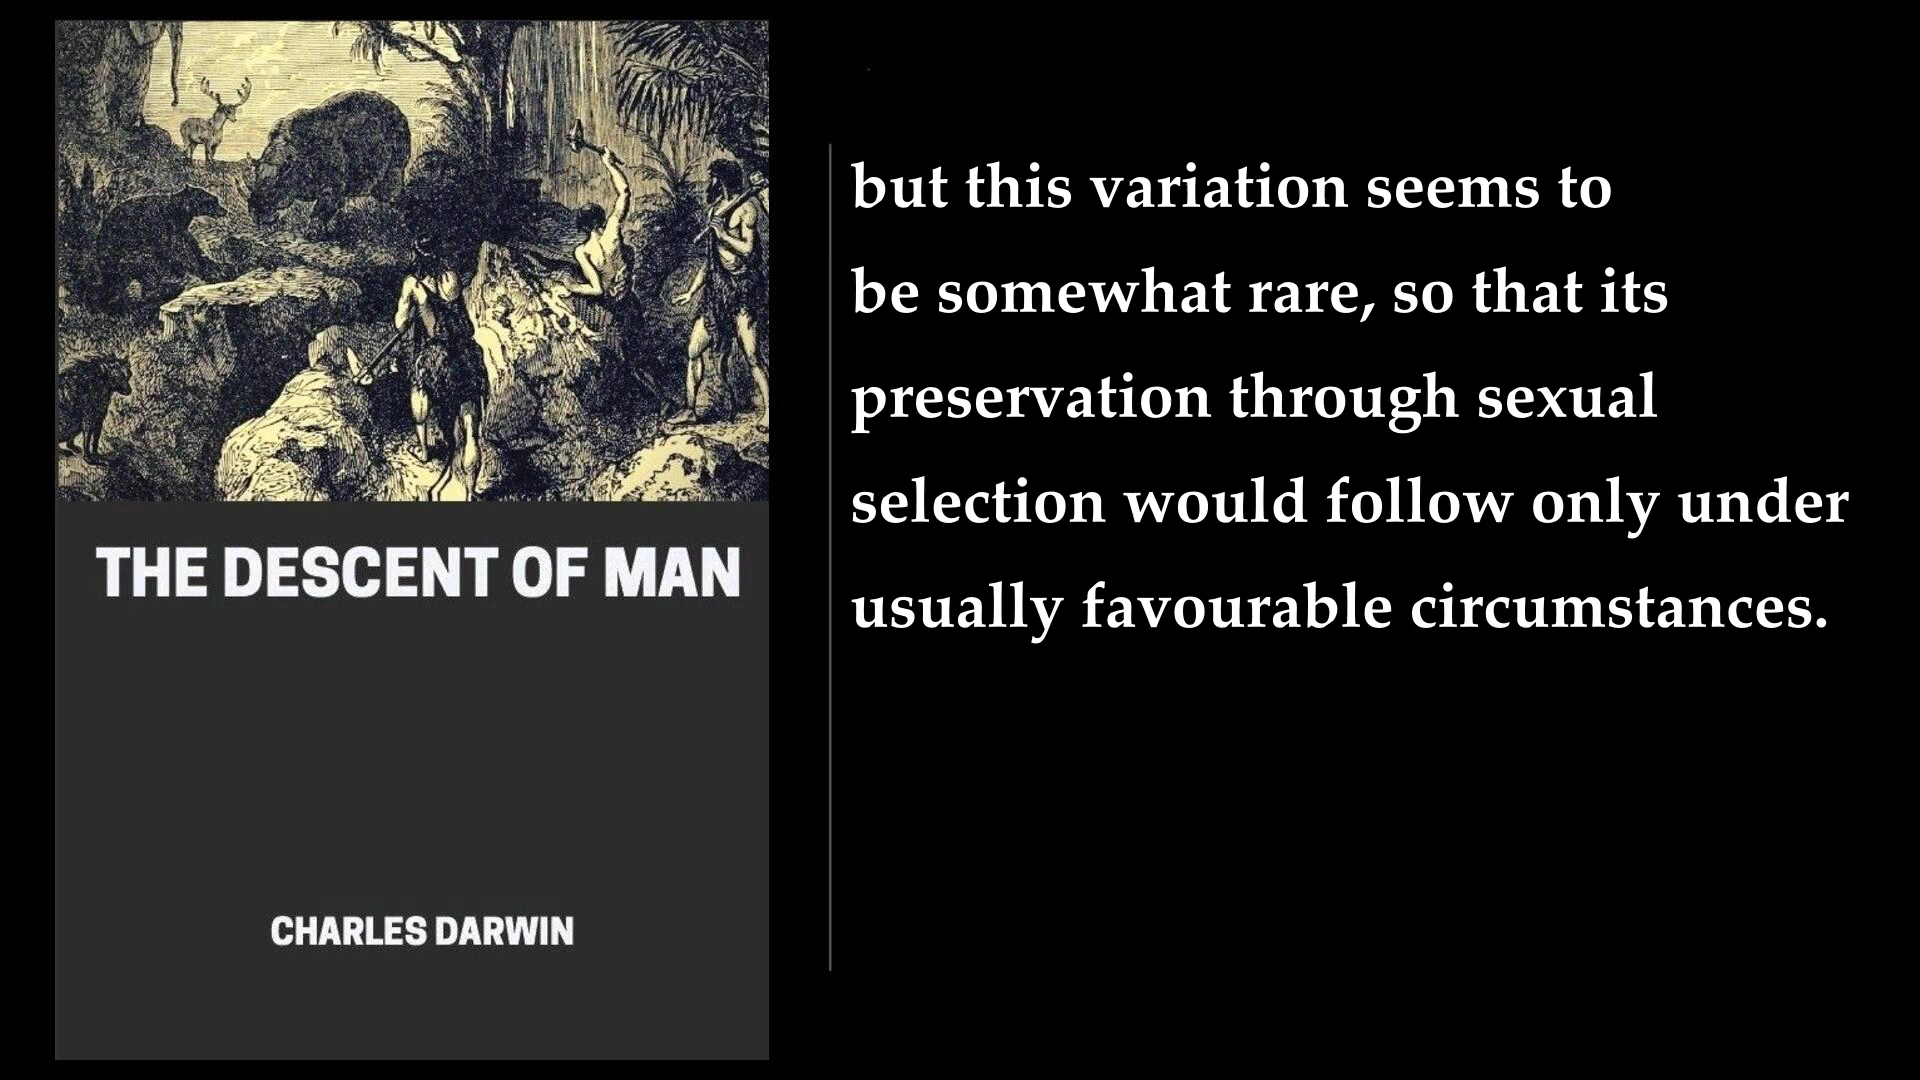 THE DESCENT OF MAN
CHARLES DARWIN
but this variation seems to
be somewhat rare, so that its
preservation through sexual
selection would follow only under
usually favourable circumstances.